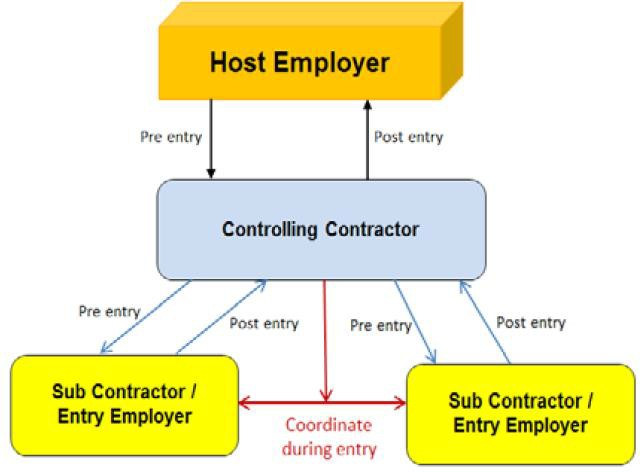 Host Employer
Pre entry
Post entry
Controlling Contractor
Pre entry
Post entry
Pre entry
Post entry
Sub Contractor /
Entry Employer
Coordinate
during entry
Sub Contractor /
Entry Employer